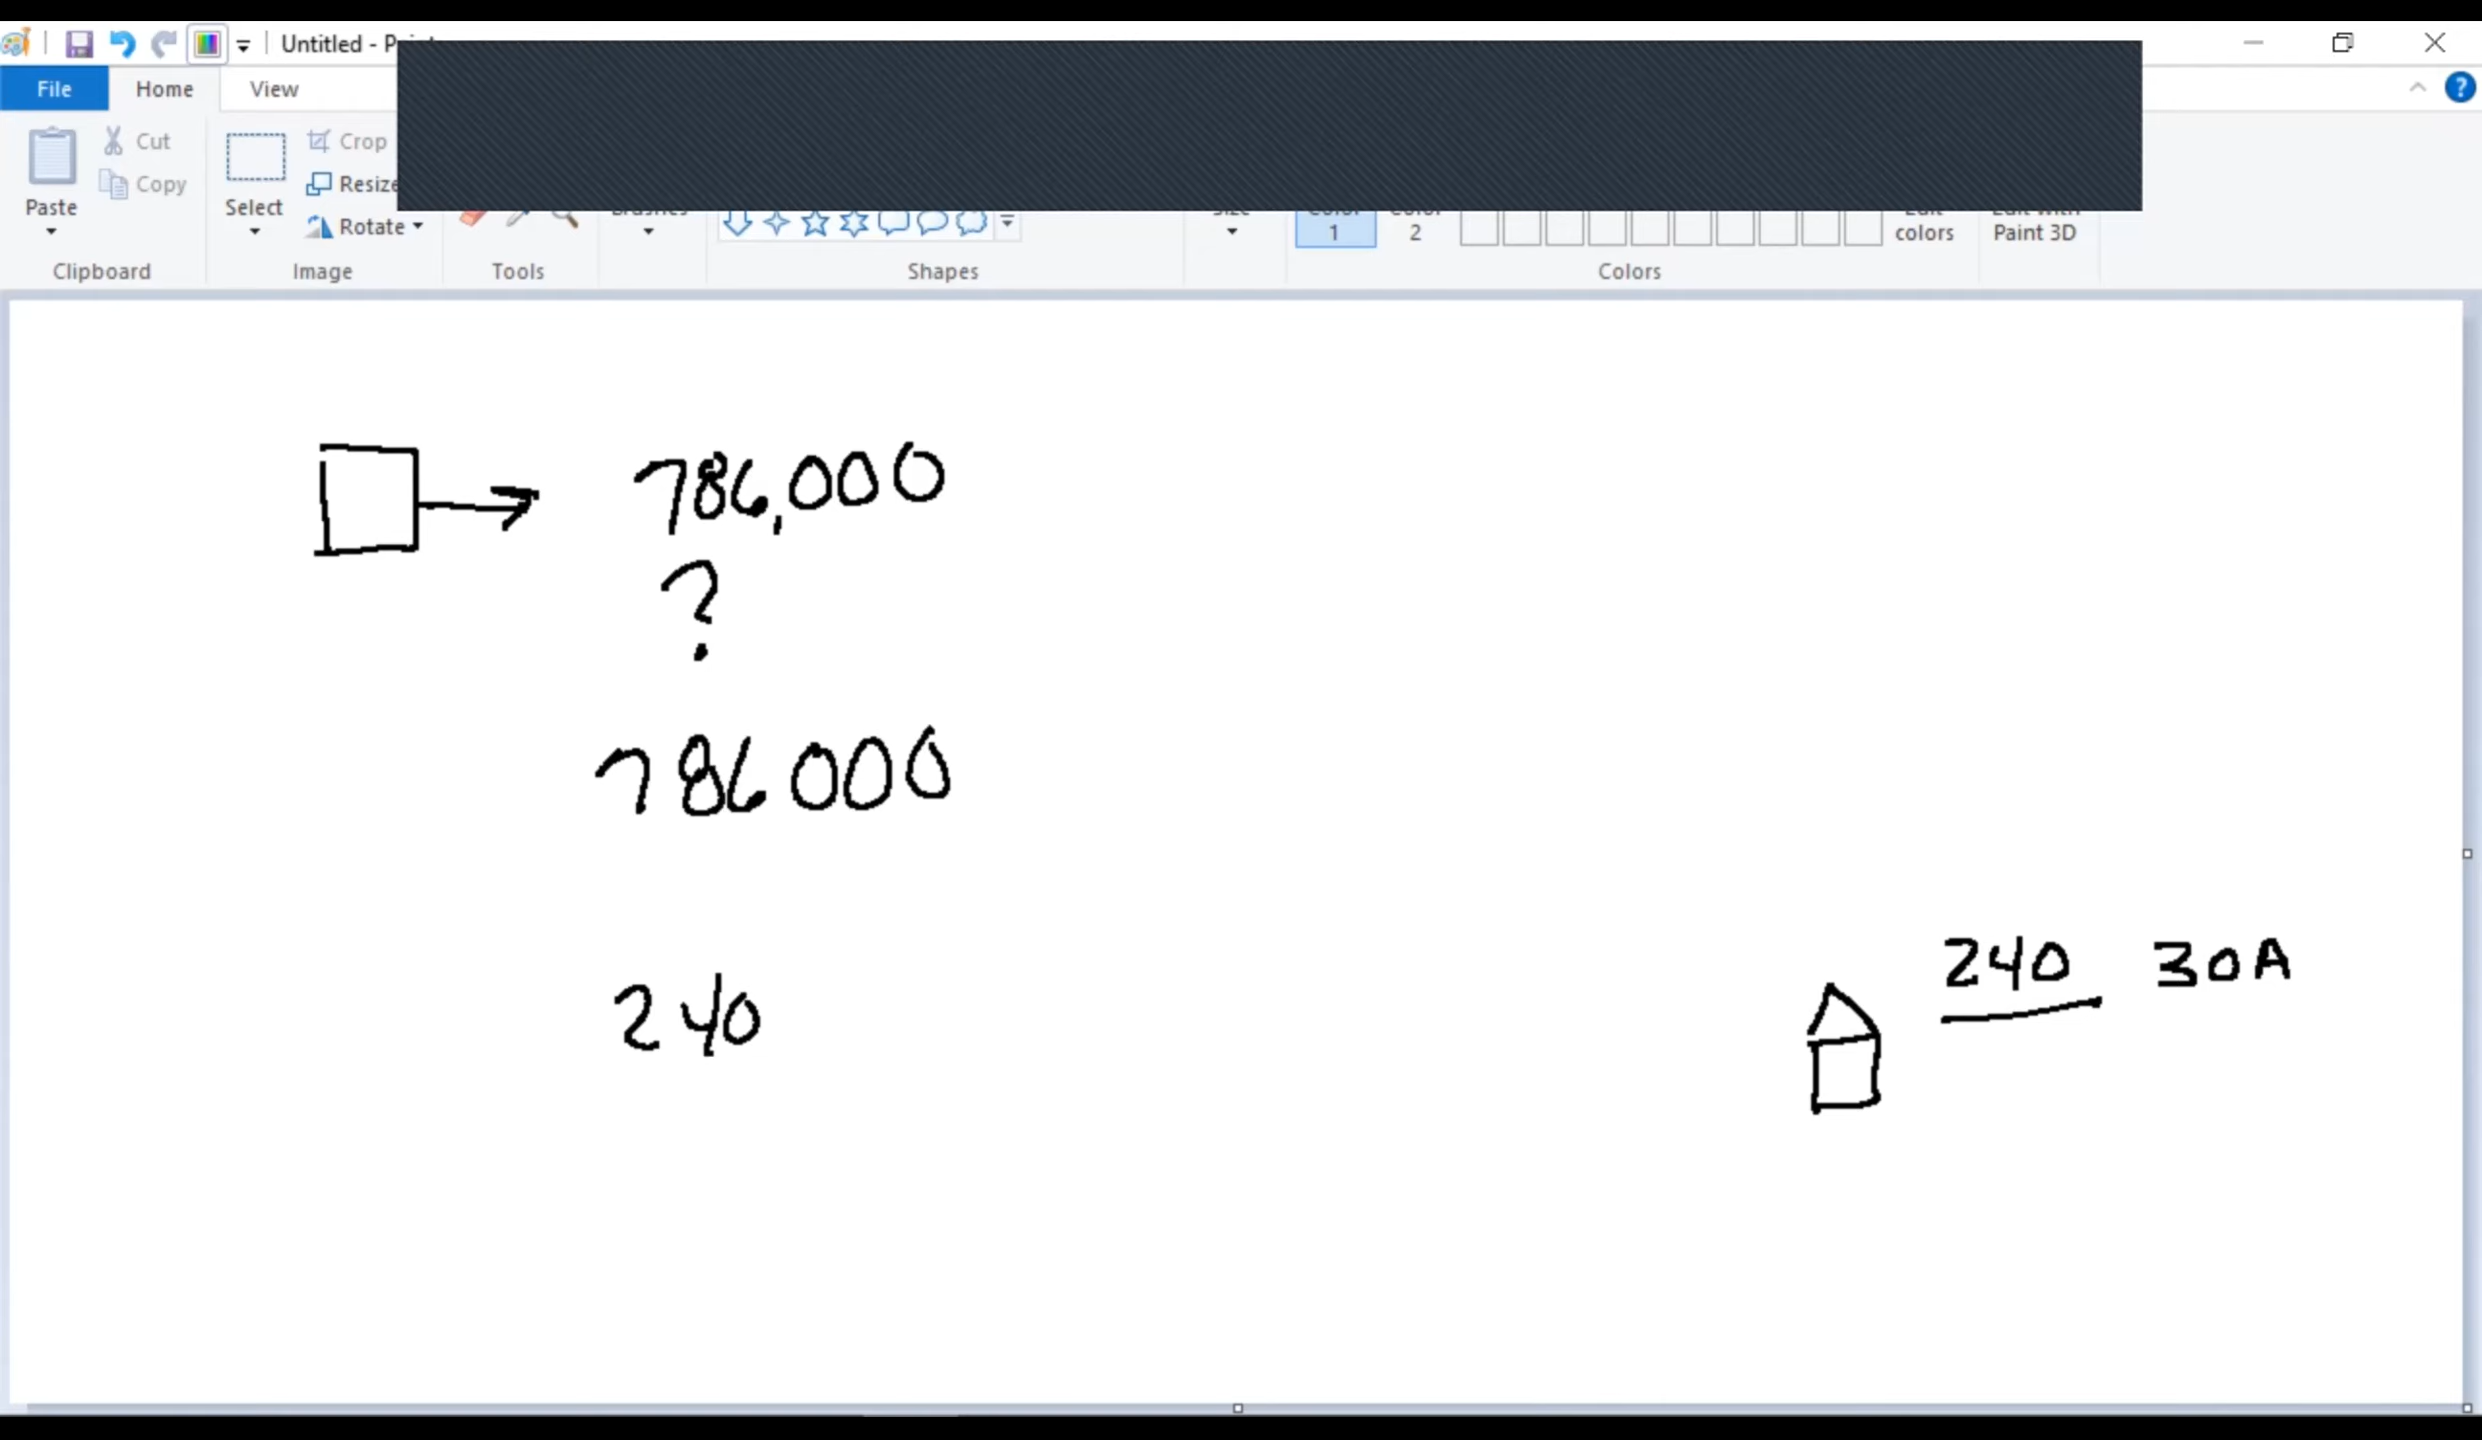 Untitled - P
File Home View
Cut
Copy
Paste
Crop
Resize
Rotate
Select
1
2
colors
Paint 3D
Clipboard
Image
Tools
Shapes
Colors
786,000
?
786000
240 30A
240